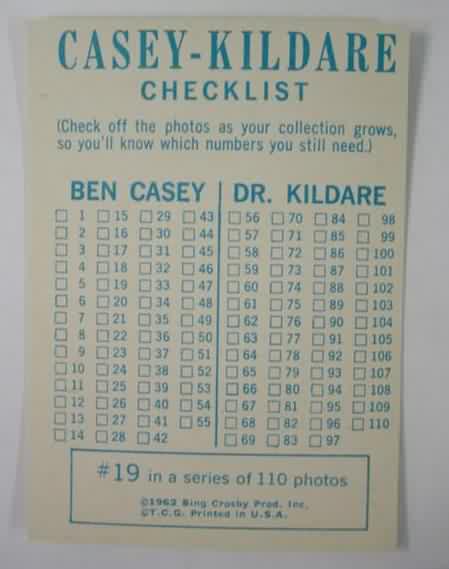 CASEY-KILDARE
CHECKLIST
(Check off the photos as your collection grows,
so you'll know which numbers you still need.)
BEN CASEY | DR. KILDARE
☐ 1 ☐ 15 ☐ 29 ☐ 43 ☐ 56 ☐ 70 ☐ 84 ☐ 98
☐ 2 ☐ 16 ☐ 30 ☐ 44 ☐ 57 ☐ 71 ☐ 85 ☐ 99
☐ 3 ☐ 17 ☐ 31 ☐ 45 ☐ 58 ☐ 72 ☐ 86 ☐ 100
☐ 4 ☐ 18 ☐ 32 ☐ 46 ☐ 59 ☐ 73 ☐ 87 ☐ 101
☐ 5 ☐ 19 ☐ 33 ☐ 47 ☐ 60 ☐ 74 ☐ 88 ☐ 102
☐ 6 ☐ 20 ☐ 34 ☐ 48 ☐ 61 ☐ 75 ☐ 89 ☐ 103
☐ 7 ☐ 21 ☐ 35 ☐ 49 ☐ 62 ☐ 76 ☐ 90 ☐ 104
☐ 8 ☐ 22 ☐ 36 ☐ 50 ☐ 63 ☐ 77 ☐ 91 ☐ 105
☐ 9 ☐ 23 ☐ 37 ☐ 51 ☐ 64 ☐ 78 ☐ 92 ☐ 106
☐ 10 ☐ 24 ☐ 38 ☐ 52 ☐ 65 ☐ 79 ☐ 93 ☐ 107
☐ 11 ☐ 25 ☐ 39 ☐ 53 ☐ 66 ☐ 80 ☐ 94 ☐ 108
☐ 12 ☐ 26 ☐ 40 ☐ 54 ☐ 67 ☐ 81 ☐ 95 ☐ 109
☐ 13 ☐ 27 ☐ 41 ☐ 55 ☐ 68 ☐ 82 ☐ 96 ☐ 110
☐ 14 ☐ 28 ☐ 42 ☐ 69 ☐ 83 ☐ 97
#19 in a series of 110 photos
©1962 Bing Crosby Prod. Inc.
©T.C.G. Printed in U.S.A.